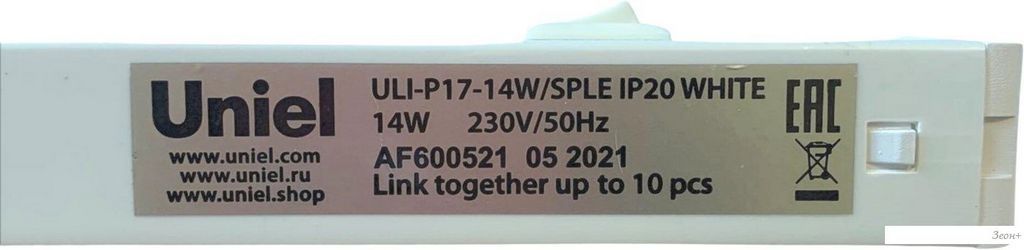 Uniel
www.uniel.com
www.uniel.ru
www.uniel.shop
ULI-P17-14W/SPLE IP20 WHITE
14W 230V/50Hz
AF600521 05 2021
Link together up to 10 pcs
EAC
Зеон+